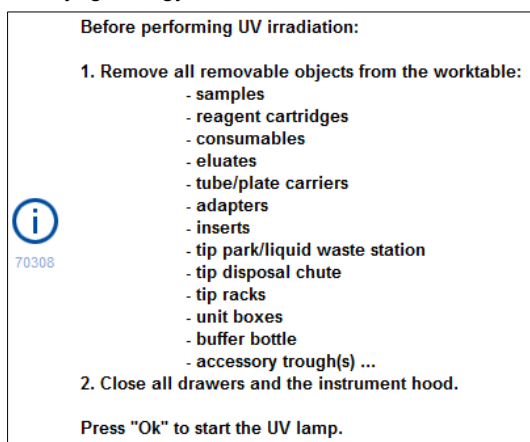 Before performing UV irradiation:
1. Remove all removable objects from the worktable:
- samples
- reagent cartridges
- consumables
- eluates
- tube/plate carriers
- adapters
- inserts
- tip park/liquid waste station
70308
- tip disposal chute
- tip racks
- unit boxes
- buffer bottle
- accessory trough(s) ...
2. Close all drawers and the instrument hood.
Press "Ok" to start the UV lamp.